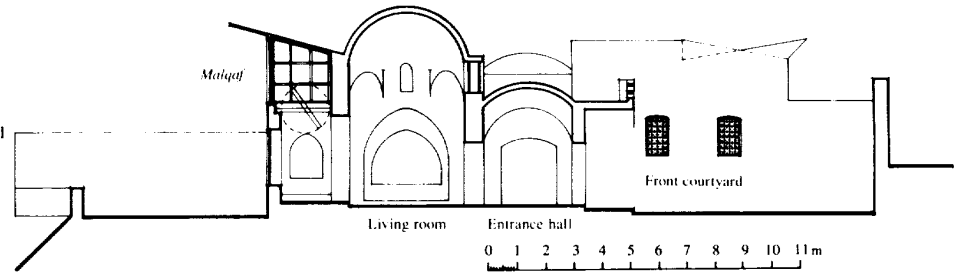 Malqaf
Front courtyard
Living room
Entrance hall
0 1 2 3 4 5 6 7 8 9 10 11 m